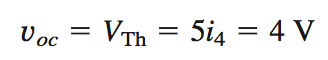 v_oc = V_Th = 5i_4 = 4 V